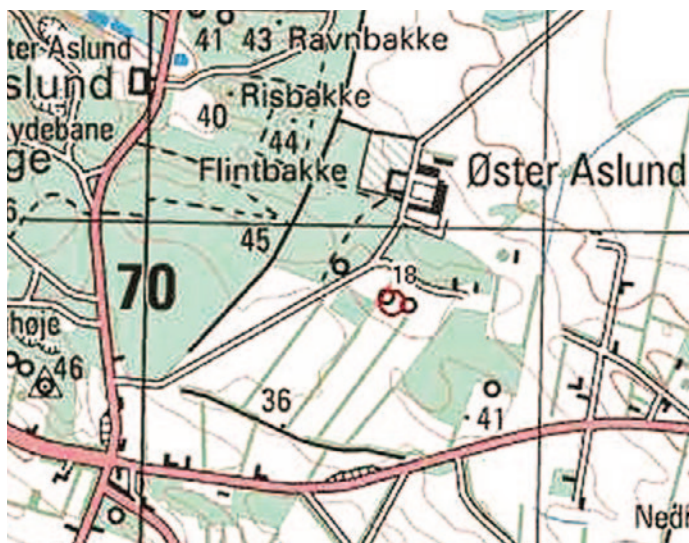 41 43 Ravnbakke
ter Aslund
slund
Risbakke
40
ydebane
44
ge
Flintbakke
Øster Aslund
45
70
18
høje
46
36
41
Nedr